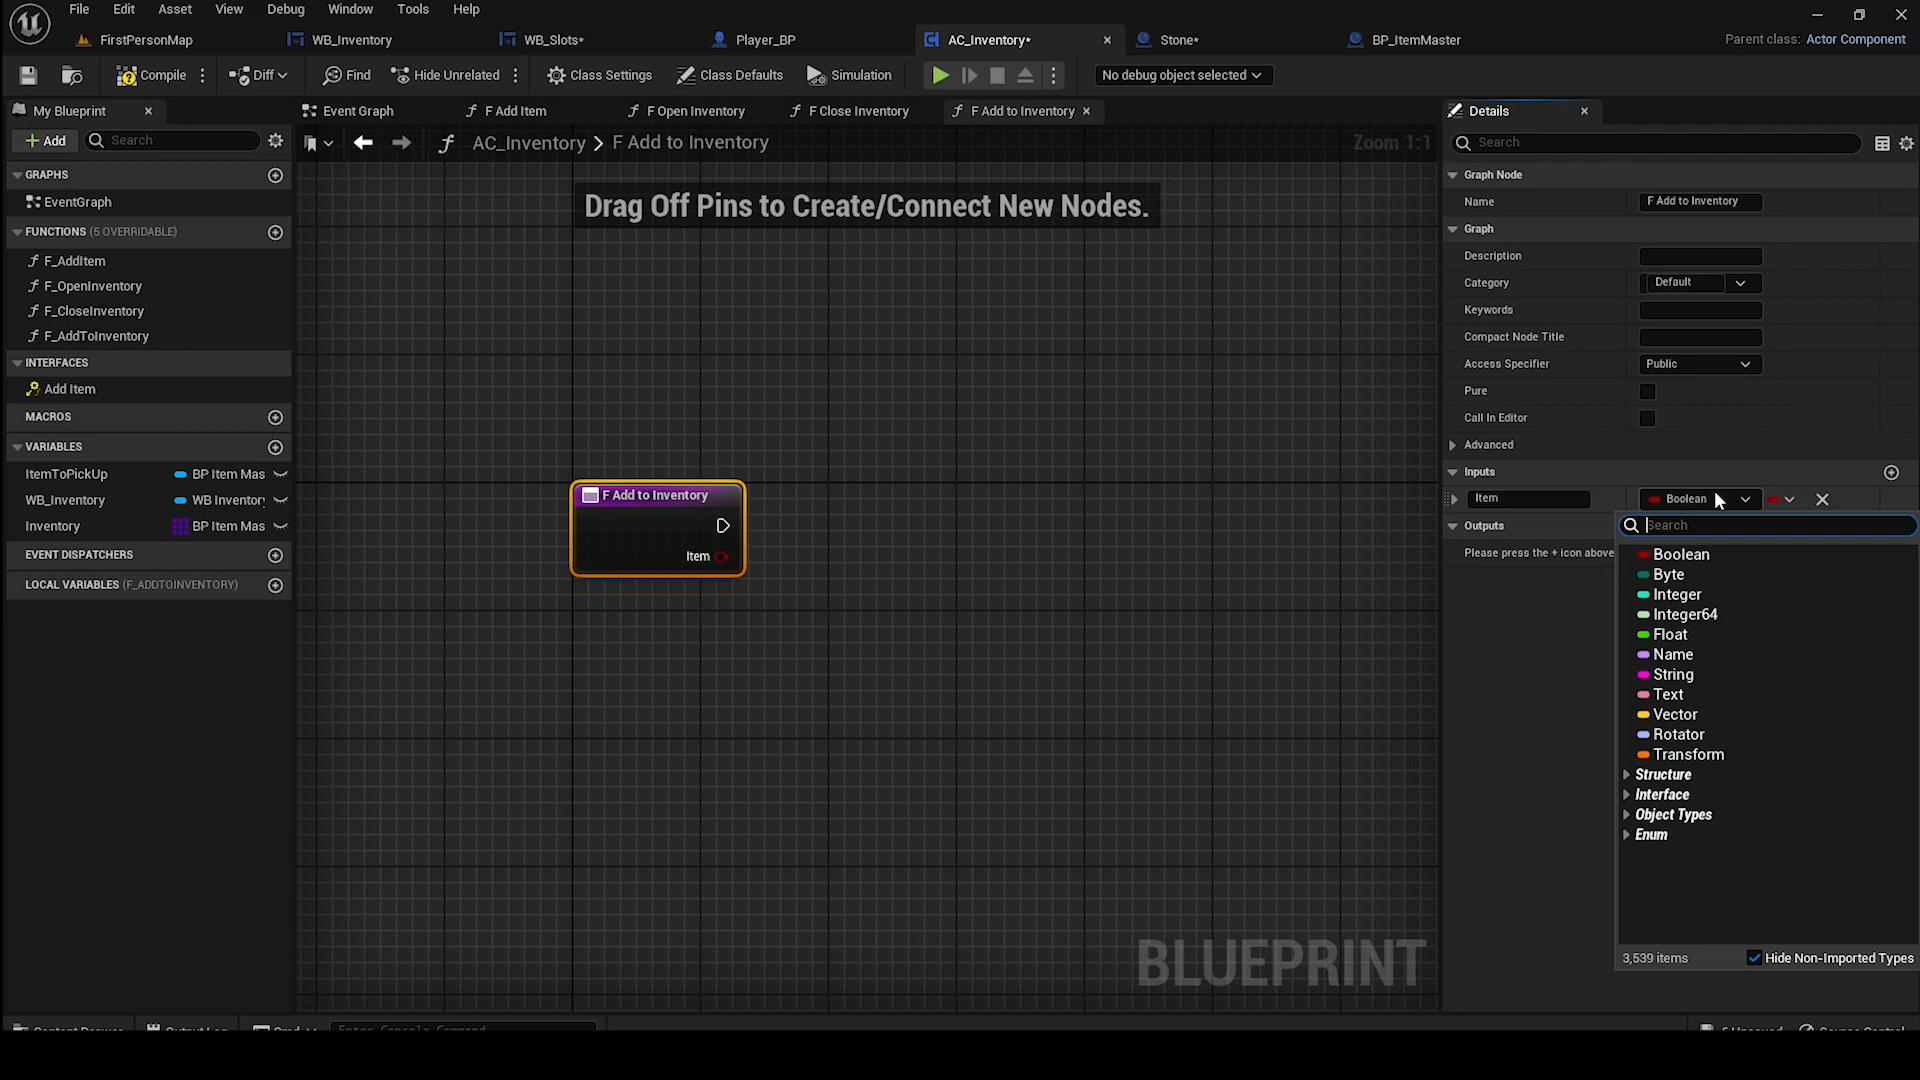 File Edit Asset View Debug Window Tools Help
FirstPersonMap WB_Inventory WB_Slots* Player_BP AC_Inventory* Stone* BP_ItemMaster Parent class: Actor Component
Compile Diff Find Hide Unrelated Class Settings Class Defaults Simulation No debug object selected
My Blueprint Event Graph F Add Item F Open Inventory F Close Inventory F Add to Inventory Details
Add Search AC_Inventory F Add to Inventory Zoom 1:1 Search
GRAPHS
EventGraph
FUNCTIONS (5 OVERRIDABLE)
F_AddItem
F_OpenInventory
F_CloseInventory
F_AddToInventory
INTERFACES
Add Item
MACROS
VARIABLES
ItemToPickUp BP Item Mas
WB_Inventory WB Inventory
Inventory BP Item Mas
EVENT DISPATCHERS
LOCAL VARIABLES (F_ADDTOINVENTORY)
Drag Off Pins to Create/Connect New Nodes.
F Add to Inventory
Item
BLUEPRINT
Graph Node
Name F Add to Inventory
Graph
Description
Category Default
Keywords
Compact Node Title
Access Specifier Public
Pure
Call In Editor
Advanced
Inputs
Item Boolean
Outputs
Please press the + icon above
Search
Boolean
Byte
Integer
Integer64
Float
Name
String
Text
Vector
Rotator
Transform
Structure
Interface
Object Types
Enum
3,539 items Hide Non-Imported Types
Enter Console Command